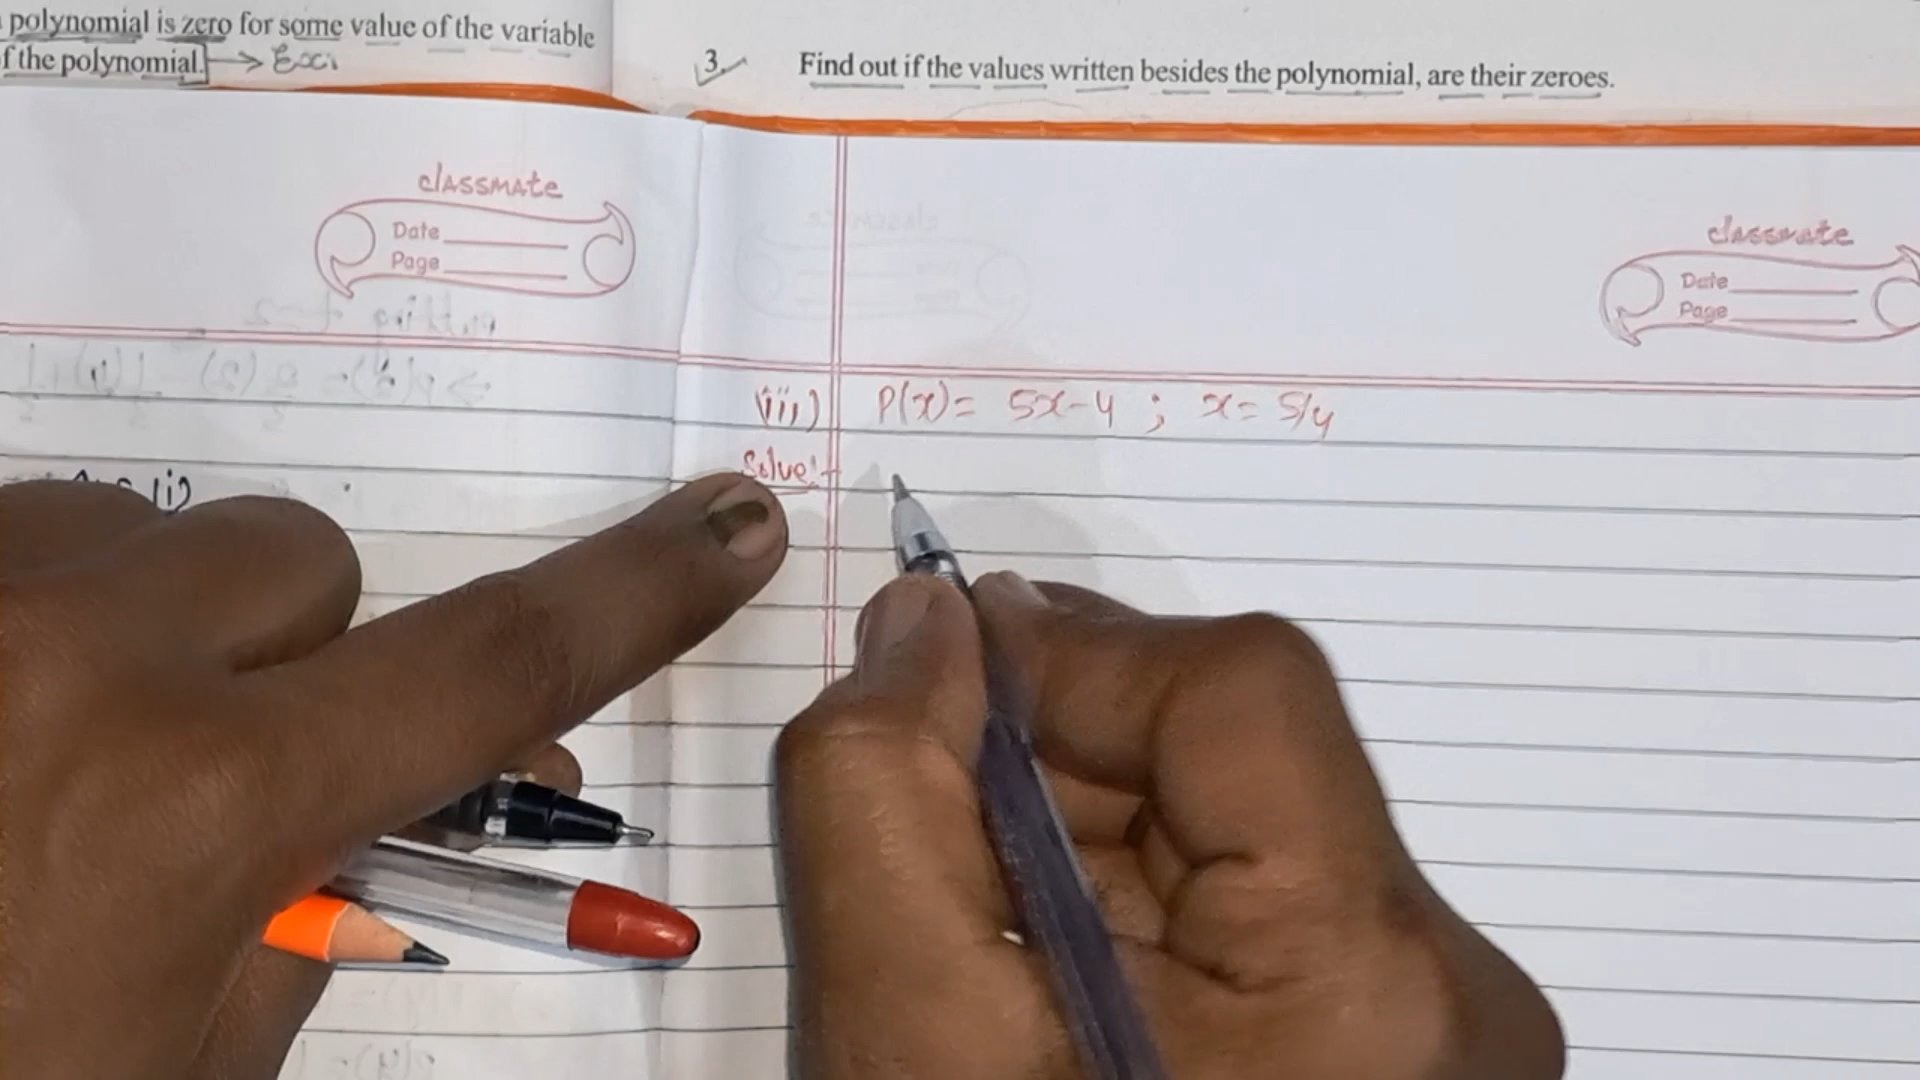 polynomial is zero for some value of the variable
f the polynomial. → Exi
3. Find out if the values written besides the polynomial, are their zeroes.
classmate
Date
Page
classmate
Date
Page
(iii) P(x) = 5x-4 ; x = 5/4
Solve:-
(i)